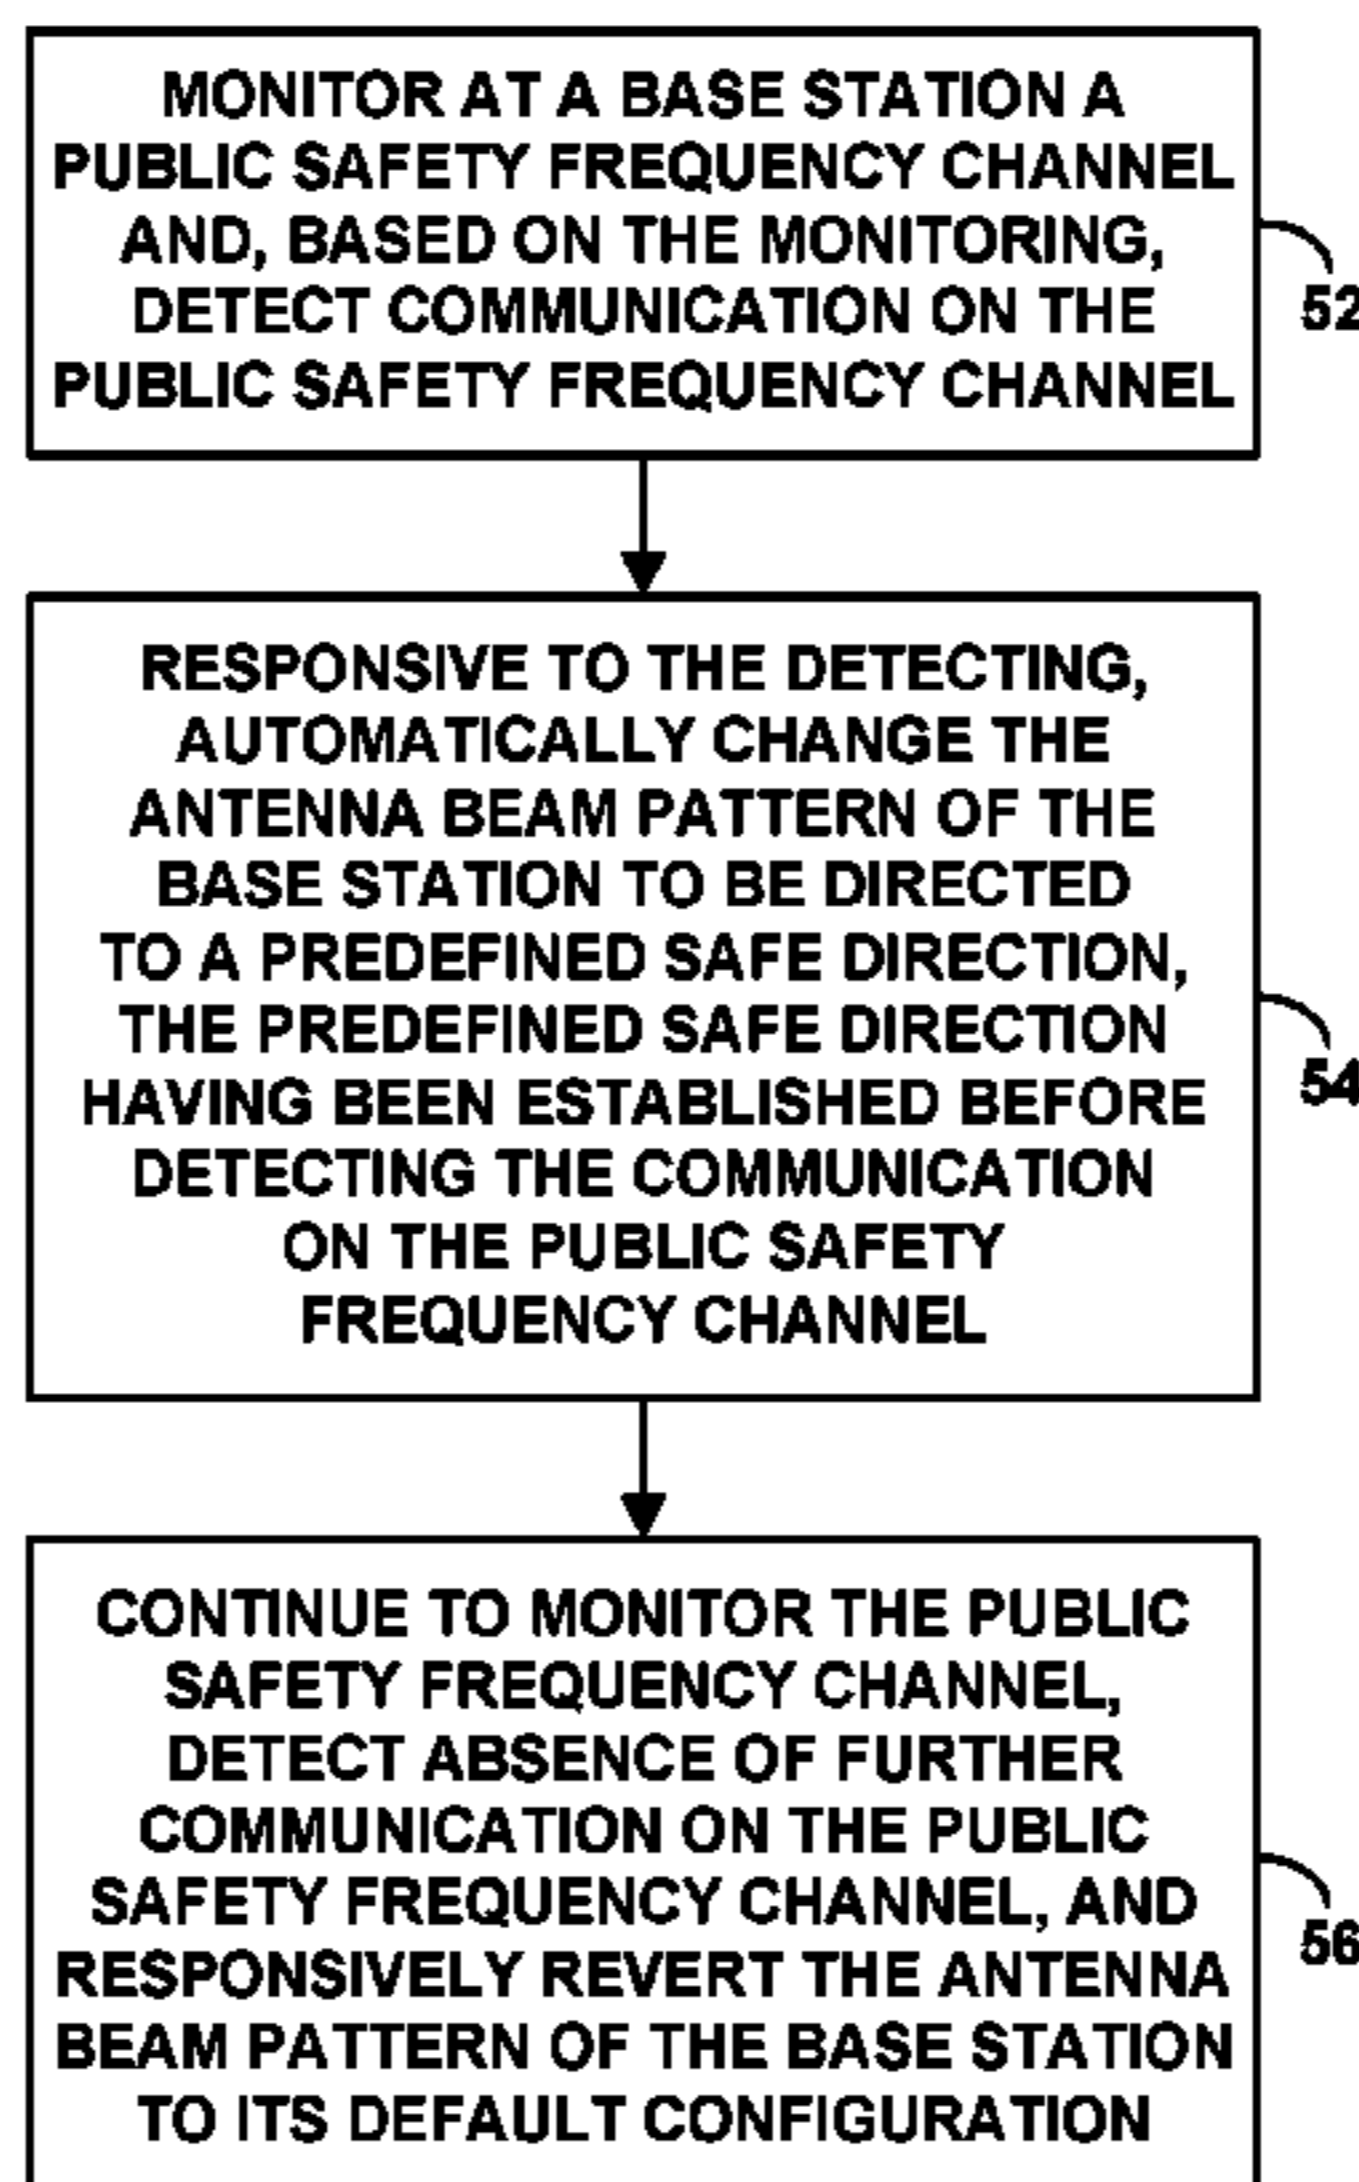 MONITOR AT A BASE STATION A
PUBLIC SAFETY FREQUENCY CHANNEL
AND, BASED ON THE MONITORING,
DETECT COMMUNICATION ON THE
PUBLIC SAFETY FREQUENCY CHANNEL
52
RESPONSIVE TO THE DETECTING,
AUTOMATICALLY CHANGE THE
ANTENNA BEAM PATTERN OF THE
BASE STATION TO BE DIRECTED
TO A PREDEFINED SAFE DIRECTION,
THE PREDEFINED SAFE DIRECTION
HAVING BEEN ESTABLISHED BEFORE
DETECTING THE COMMUNICATION
ON THE PUBLIC SAFETY
FREQUENCY CHANNEL
54
CONTINUE TO MONITOR THE PUBLIC
SAFETY FREQUENCY CHANNEL,
DETECT ABSENCE OF FURTHER
COMMUNICATION ON THE PUBLIC
SAFETY FREQUENCY CHANNEL, AND
RESPONSIVELY REVERT THE ANTENNA
BEAM PATTERN OF THE BASE STATION
TO ITS DEFAULT CONFIGURATION
56